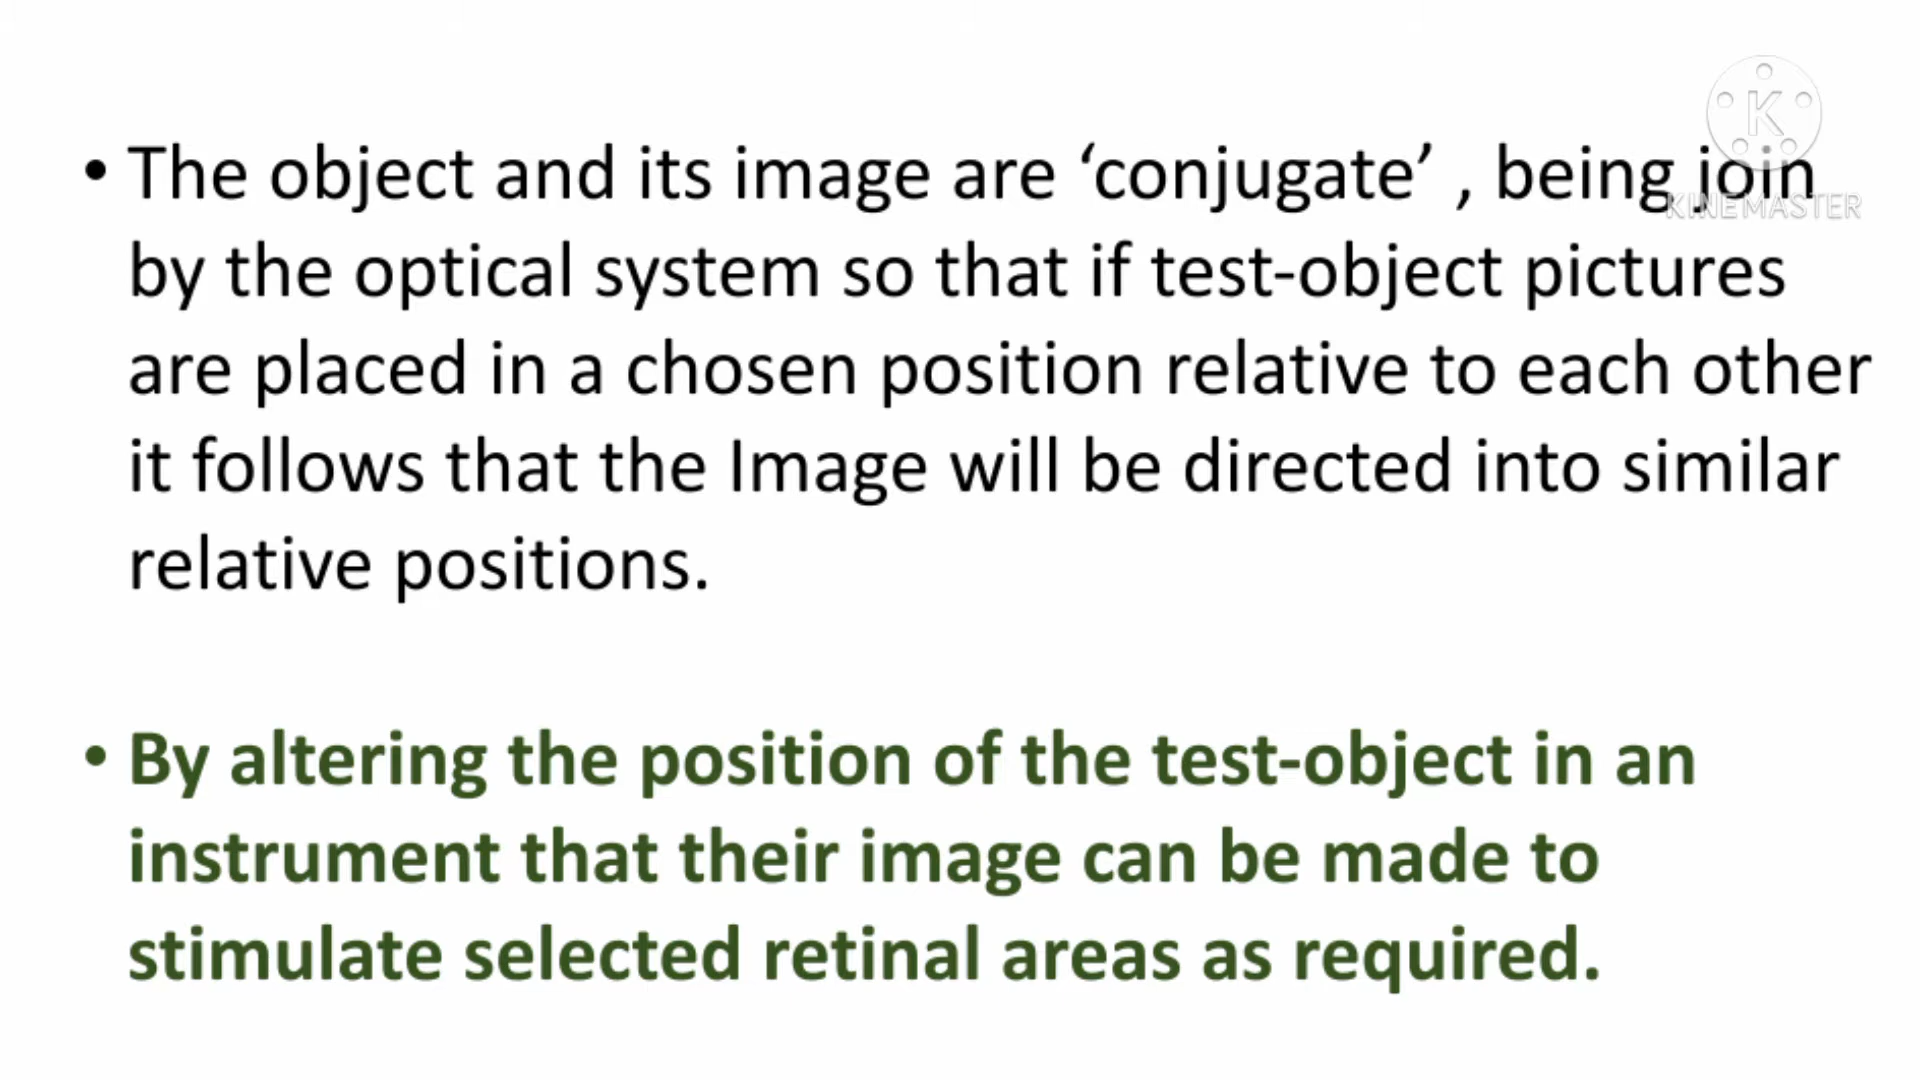 K
KINEMASTER
• The object and its image are ‘conjugate’ , being join
by the optical system so that if test-object pictures
are placed in a chosen position relative to each other
it follows that the Image will be directed into similar
relative positions.
• By altering the position of the test-object in an
instrument that their image can be made to
stimulate selected retinal areas as required.